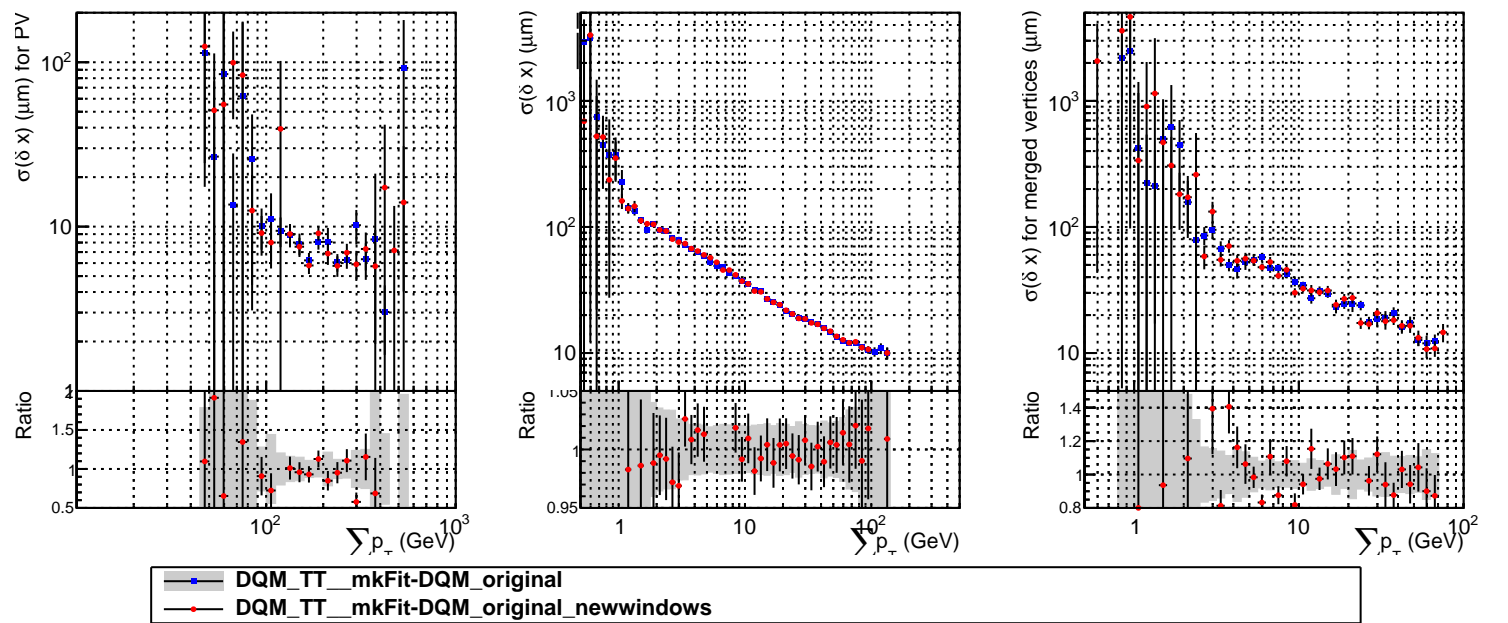 σ(δ x) (μm) for PV
10²
10
1
Ratio
2
1.5
1
0.5
10²
10³
∑p_T (GeV)
σ(δ x) (μm)
10³
10²
10
Ratio
1.05
1
0.95
1
10
10²
∑p_T (GeV)
σ(δ x) for merged vertices (μm)
10³
10²
10
Ratio
1.4
1.2
1.0
0.8
1
10
10²
∑p_T (GeV)
DQM_TT__mkFit-DQM_original
DQM_TT__mkFit-DQM_original_newwindows